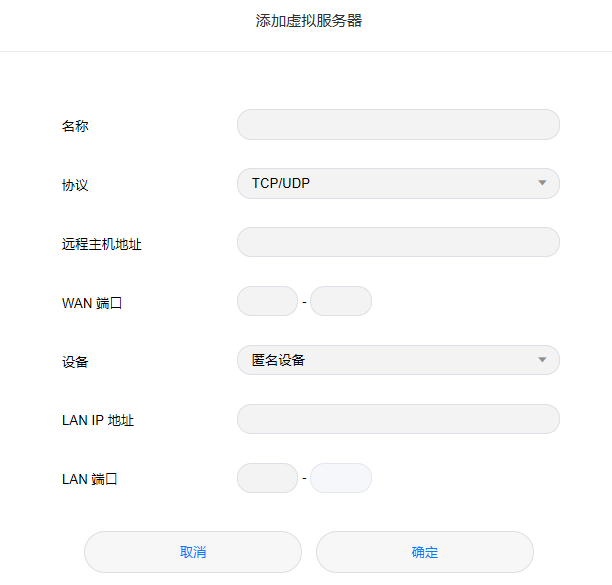 添加虚拟服务器
名称
协议 TCP/UDP
远程主机地址
WAN 端口 -
设备 匿名设备
LAN IP 地址
LAN 端口 -
取消 确定